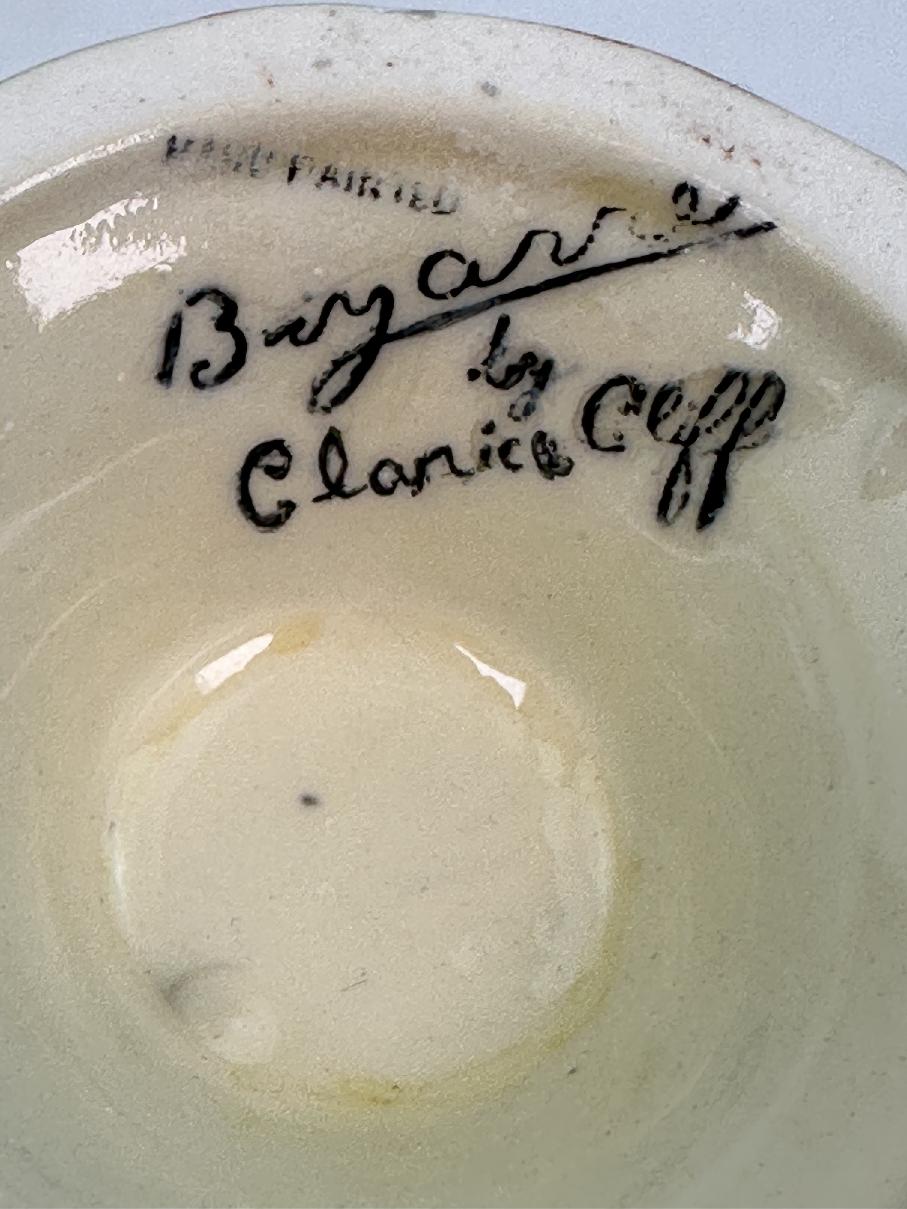 HAND PAINTED
Bizarre
by
Clarice Cliff